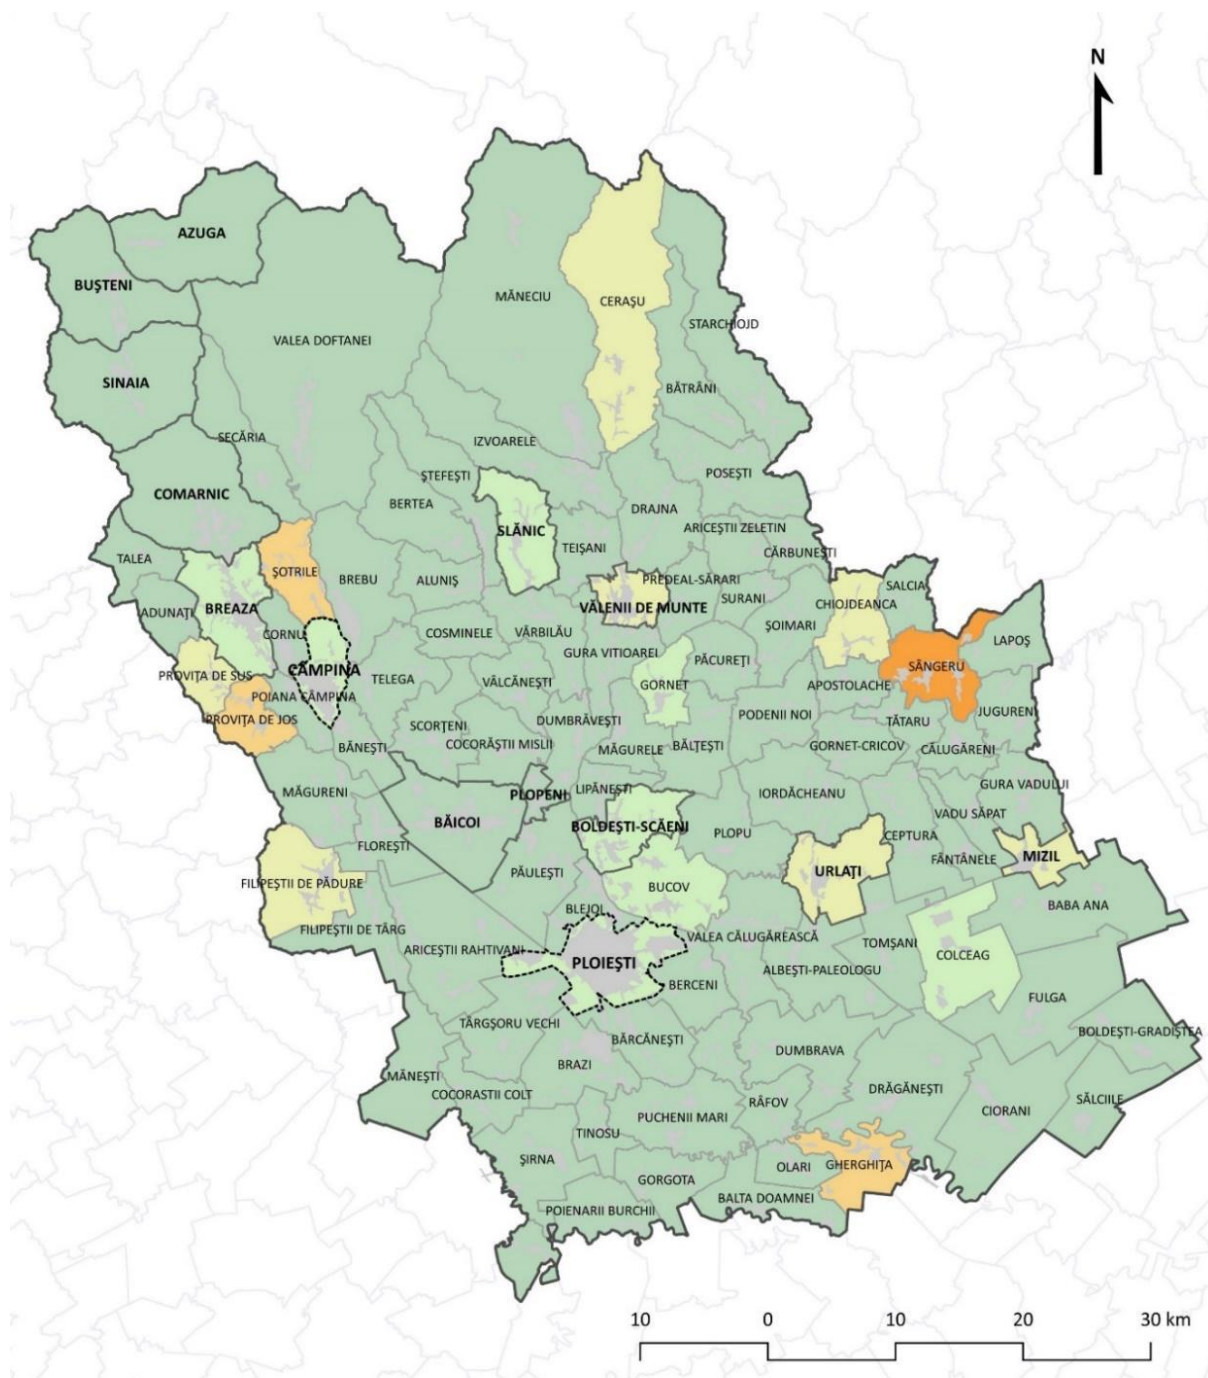 N
AZUGA
BUŞTENI
MĂNECIU
CERAŞU
STARCHIOJD
VALEA DOFTANEI
SINAIA
BĂTRÂNI
SECĂRIA
IZVOARELE
ŞTEFEŞTI
POSEŞTI
COMARNIC
BERTEA
DRAJNA
SLĂNIC
ARICEŞTII ZELETIN
TEIŞANI
CĂRBUNEŞTI
TALEA
ŞOTRILE
BREBU
ALUNIŞ
PREDEAL-SĂRARI
SALCIA
SURANI
CHIOJDEANCA
ADUNAŢI
BREAZA
VĂLENII DE MUNTE
ŞOIMARI
CORNU
COSMINELE
VĂRBILĂU
LAPOŞ
GURA VITIOAREI
PĂCUREŢI
SÂNGERU
PROVIŢA DE SUS
CÂMPINA
TELEGA
VÂLCĂNEŞTI
GORNET
APOSTOLACHE
POIANA CÂMPINA
PROVIŢA DE JOS
SCORŢENI
DUMBRĂVEŞTI
PODENII NOI
TĂTARU
JUGURENI
BĂNEŞTI
COCORĂŞTII MISLII
MĂGURELE
BĂLŢEŞTI
GORNET-CRICOV
CĂLUGĂRENI
MĂGURENI
PLOPENI
LIPĂNEŞTI
IORDĂCHEANU
GURA VADULUI
BĂICOI
BOLDEŞTI-SCĂENI
PLOPU
CEPTURA
VADU SĂPAT
FLOREŞTI
FÂNTÂNELE
MIZIL
PĂULEŞTI
URLAŢI
FILIPEŞTII DE PĂDURE
BUCOV
BLEJOI
BABA ANA
FILIPEŞTII DE TÂRG
ARICEŞTII RAHTIVANI
VALEA CĂLUGĂREASCĂ
TOMŞANI
COLCEAG
PLOIEŞTI
ALBEŞTI-PALEOLOGU
BERCENI
FULGA
TÂRGŞORU VECHI
BOLDEŞTI-GRADIŞTEA
BĂRCĂNEŞTI
BRAZI
DUMBRAVA
MĂNEŞTI
COCORASTII COLT
DRĂGĂNEŞTI
RÂFOV
SĂLCIILE
PUCHENII MARI
CIORANI
TINOSU
ŞIRNA
OLARI
GHERGHIŢA
GORGOTA
BALTA DOAMNEI
POIENARII BURCHII
10 0 10 20 30 km